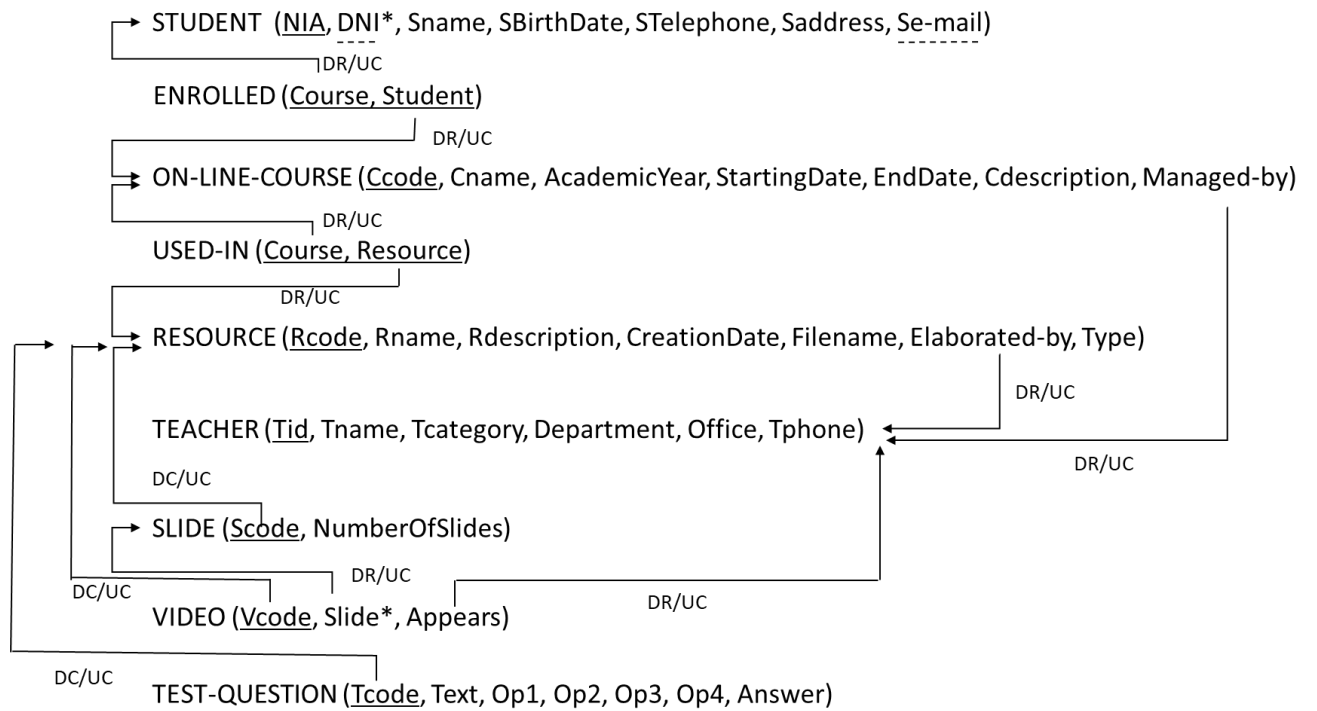 STUDENT (NIA, DNI*, Sname, SBirthDate, STelephone, Saddress, Se-mail)
DR/UC
ENROLLED (Course, Student)
DR/UC
ON-LINE-COURSE (Ccode, Cname, AcademicYear, StartingDate, EndDate, Cdescription, Managed-by)
DR/UC
USED-IN (Course, Resource)
DR/UC
RESOURCE (Rcode, Rname, Rdescription, CreationDate, Filename, Elaborated-by, Type)
DR/UC
TEACHER (Tid, Tname, Tcategory, Department, Office, Tphone)
DR/UC
DC/UC
SLIDE (Scode, NumberOfSlides)
DR/UC
DC/UC
DR/UC
VIDEO (Vcode, Slide*, Appears)
DC/UC
TEST-QUESTION (Tcode, Text, Op1, Op2, Op3, Op4, Answer)